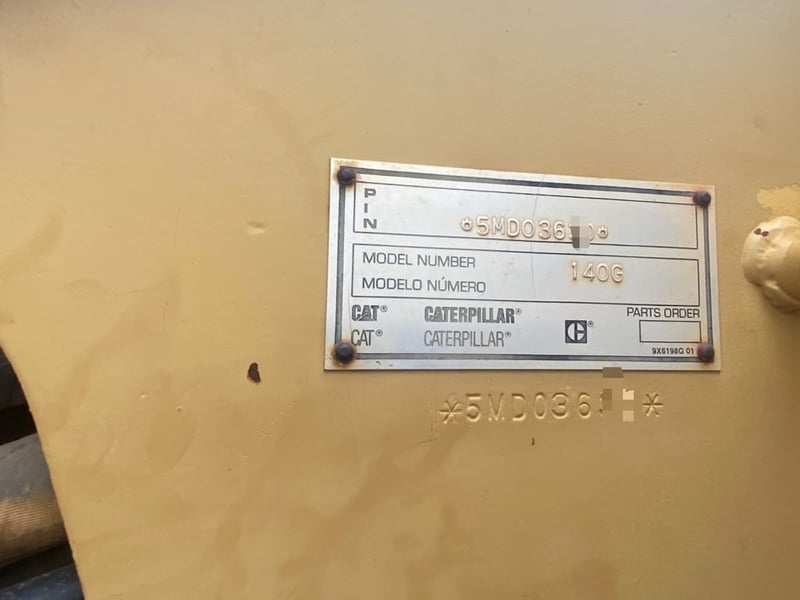 PIN
*5MD036
MODEL NUMBER 140G
MODELO NÚMERO
CAT® CATERPILLAR® PARTS ORDER
CAT® CATERPILLAR®
9X6198G 01
*5MD036